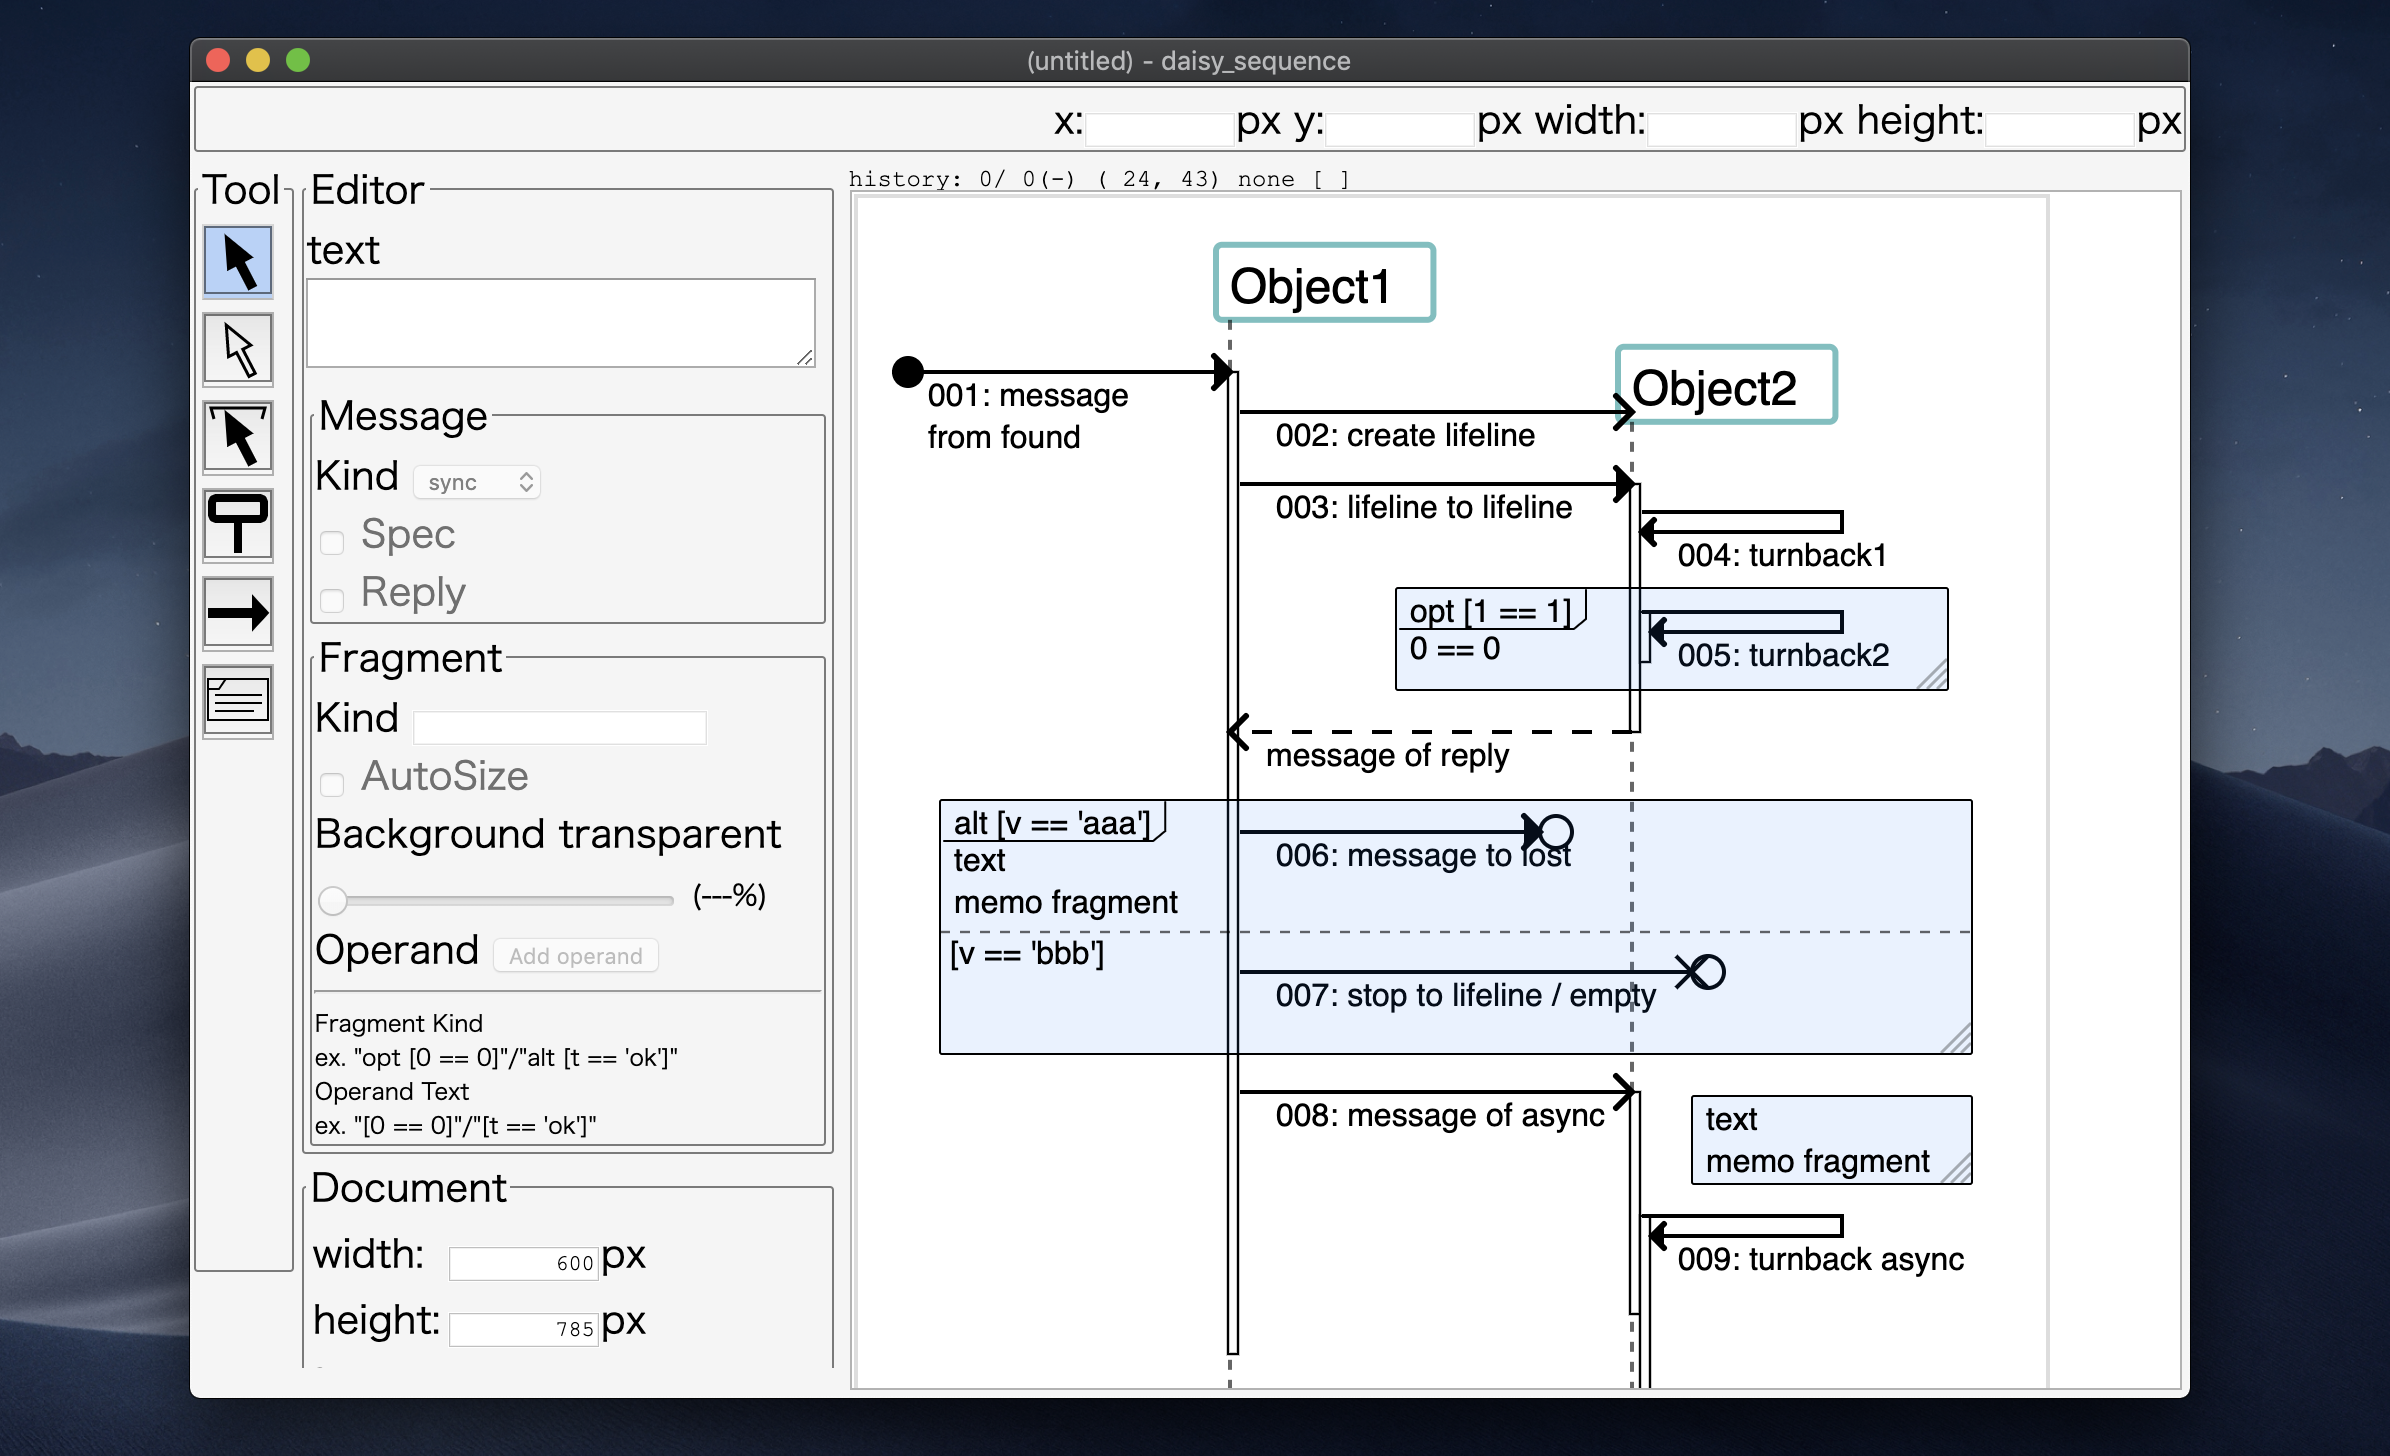 (untitled) - daisy_sequence
x: px y: px width: px height: px
Tool
Editor
text
Message
Kind sync
Spec
Reply
Fragment
Kind
AutoSize
Background transparent
(---%)
Operand Add operand
Fragment Kind
ex. "opt [0 == 0]"/"alt [t == 'ok']"
Operand Text
ex. "[0 == 0]"/"[t == 'ok']"
Document
width: 600 px
height: 785 px
history: 0/ 0(-) ( 24, 43) none [ ]
Object1
001: message
from found
Object2
002: create lifeline
003: lifeline to lifeline
004: turnback1
opt [1 == 1]
0 == 0
005: turnback2
message of reply
alt [v == 'aaa']
text
memo fragment
006: message to lost
[v == 'bbb']
007: stop to lifeline / empty
008: message of async
text
memo fragment
009: turnback async